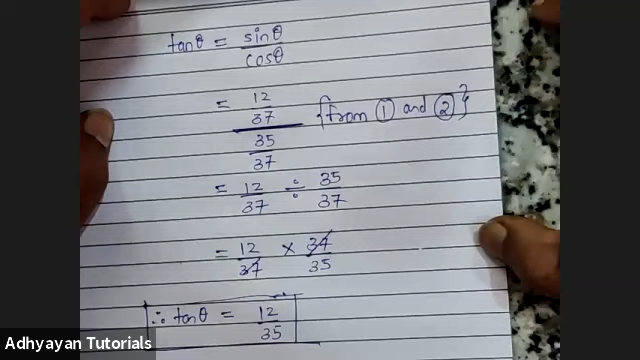 tanθ = sinθ/cosθ
= 12/37 / 35/37 {from ① and ②}
= 12/37 ÷ 35/37
= 12/37 × 37/35
∴ tanθ = 12/35
Adhyayan Tutorials